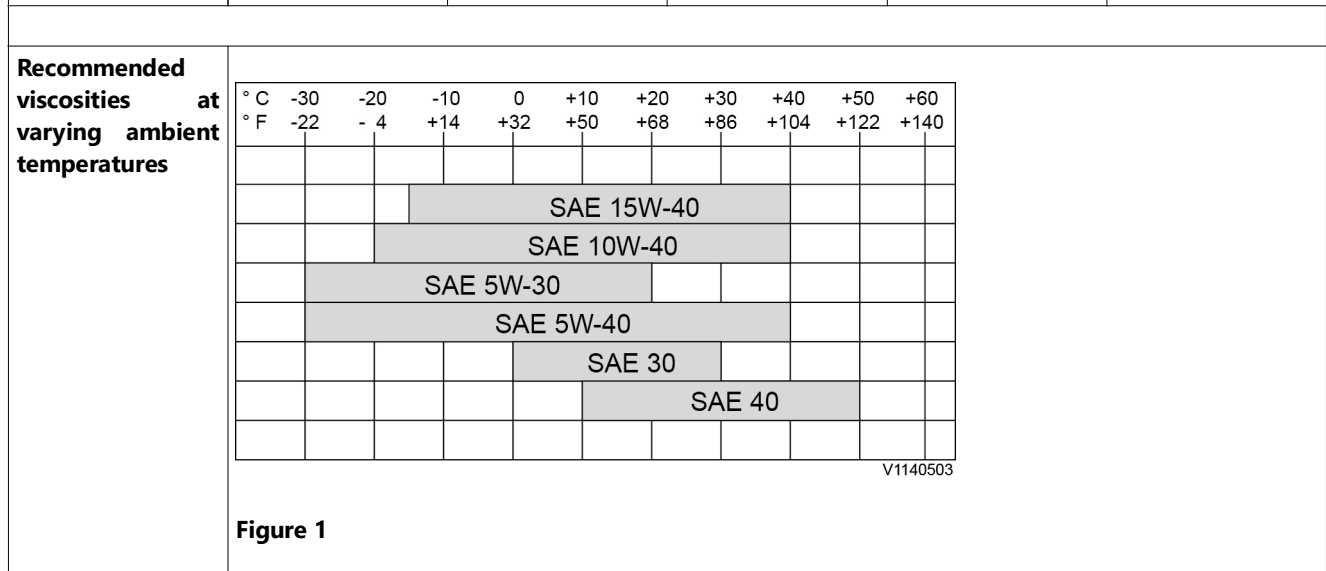 Recommended
viscosities at
varying ambient
temperatures
° C -30 -20 -10 0 +10 +20 +30 +40 +50 +60
° F -22 - 4 +14 +32 +50 +68 +86 +104 +122 +140
SAE 15W-40
SAE 10W-40
SAE 5W-30
SAE 5W-40
SAE 30
SAE 40
V1140503
Figure 1